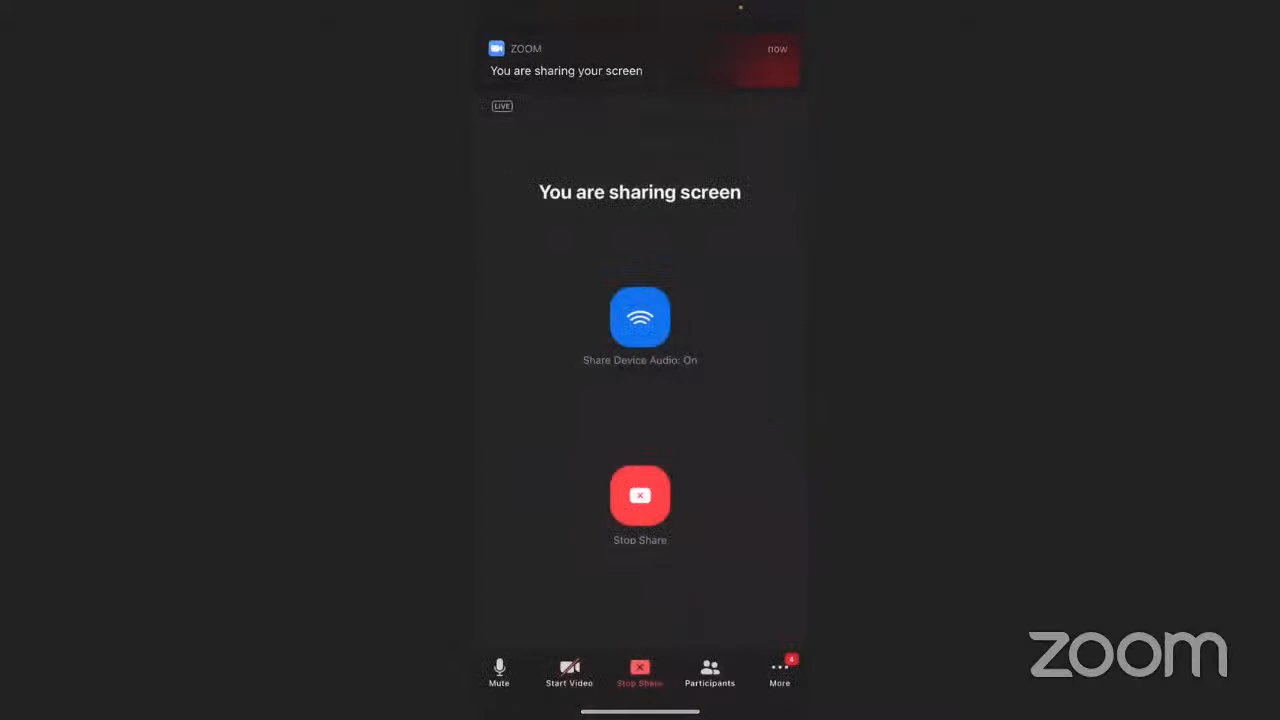 ZOOM now
You are sharing your screen
LIVE
You are sharing screen
Share Device Audio: On
Stop Share
4
Mute Start Video Stop Share Participants More
zoom